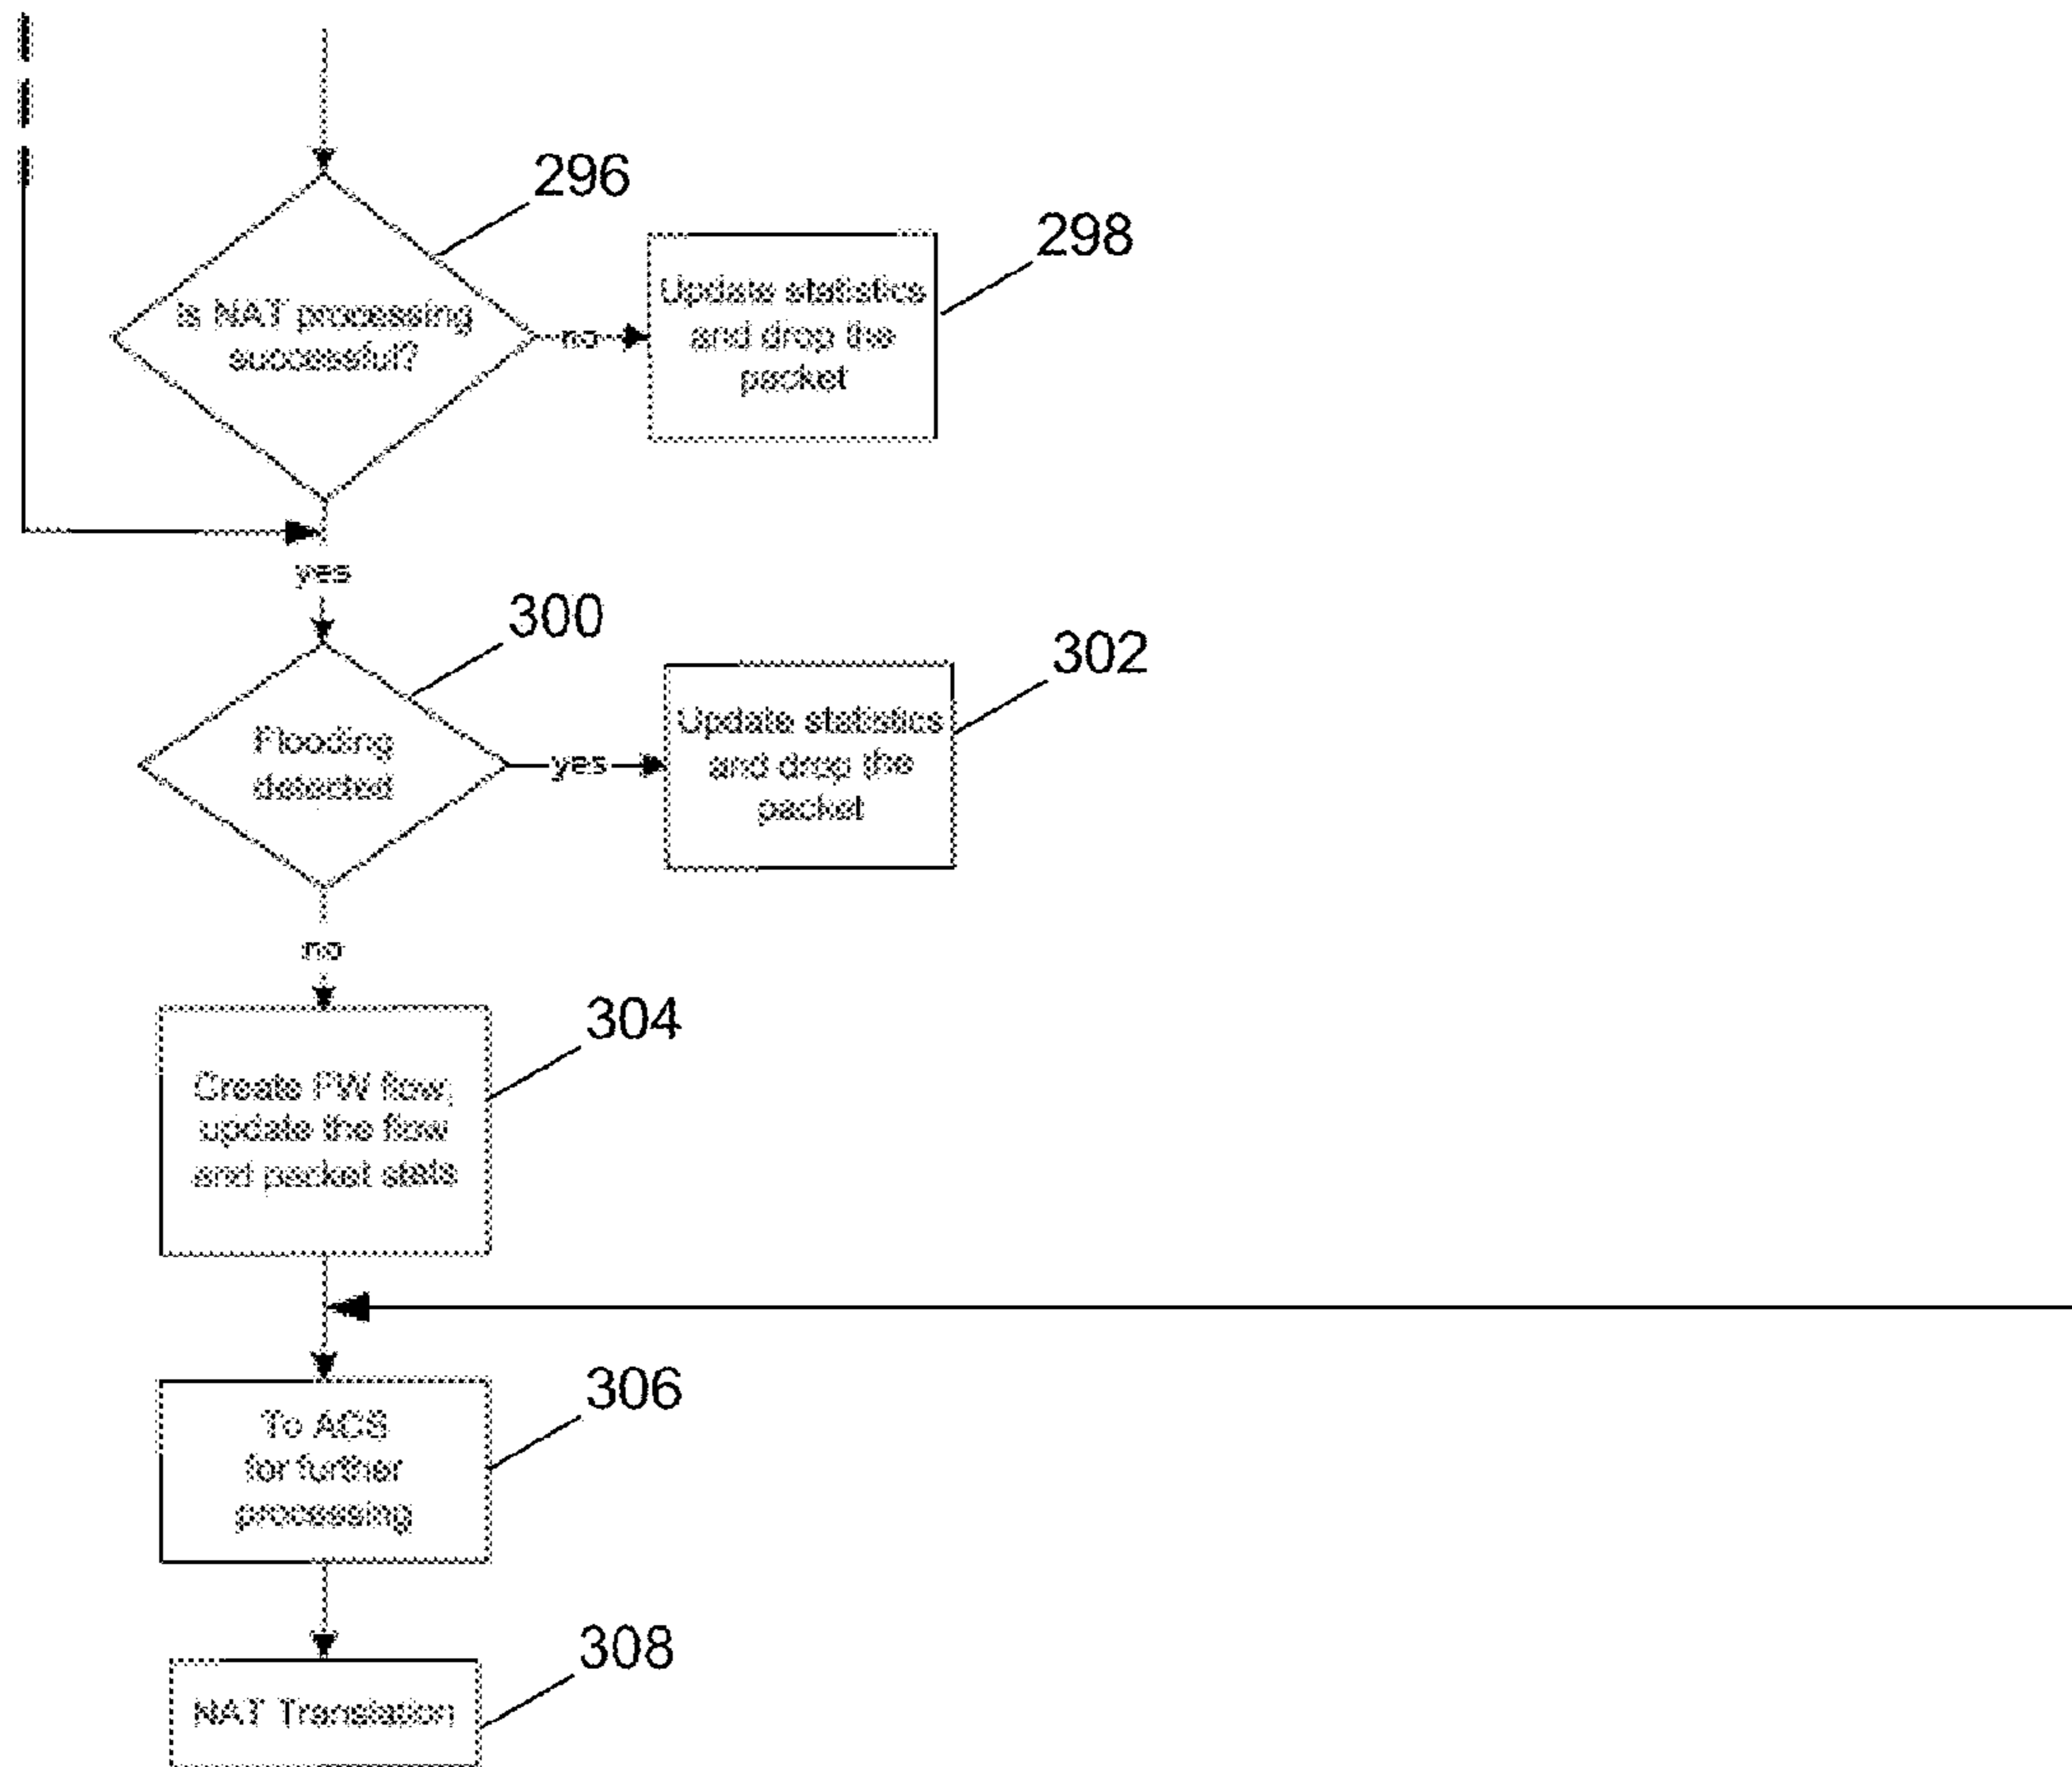 296
298
Is NAT processing
successful?
no
Update statistics
and drop the
packet
yes
300
302
Flooding
detected
yes
Update statistics
and drop the
packet
no
304
Create FW flow,
update the flow
and packet stats
306
To ACS
for further
processing
308
NAT Translation